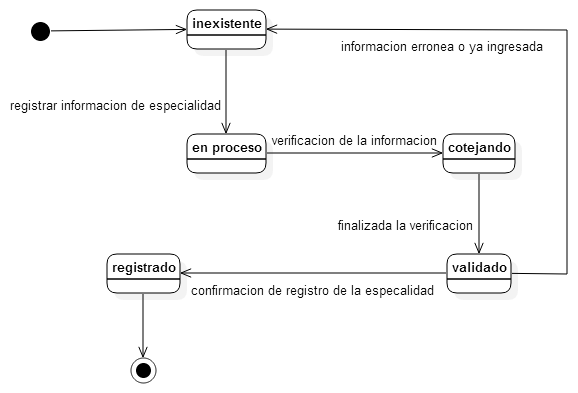 inexistente
informacion erronea o ya ingresada
registrar informacion de especialidad
en proceso
verificacion de la informacion
cotejando
finalizada la verificacion
registrado
validado
confirmacion de registro de la especalidad